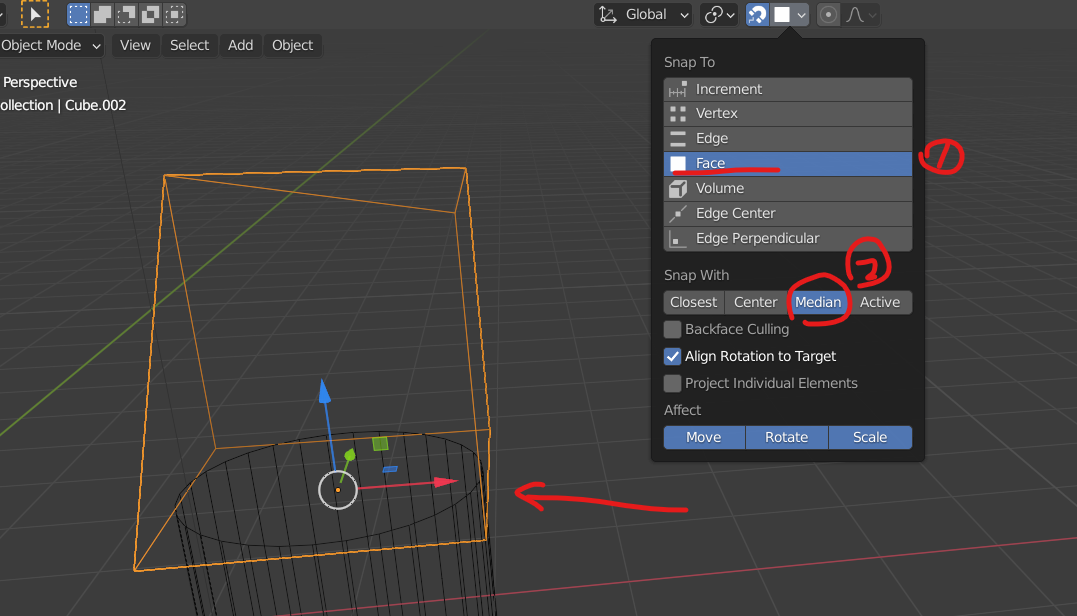 Global
Object Mode View Select Add Object
Perspective
ollection | Cube.002
Snap To
Increment
Vertex
Edge
Face
1
Volume
Edge Center
Edge Perpendicular
2
Snap With
Closest Center Median Active
Backface Culling
Align Rotation to Target
Project Individual Elements
Affect
Move Rotate Scale